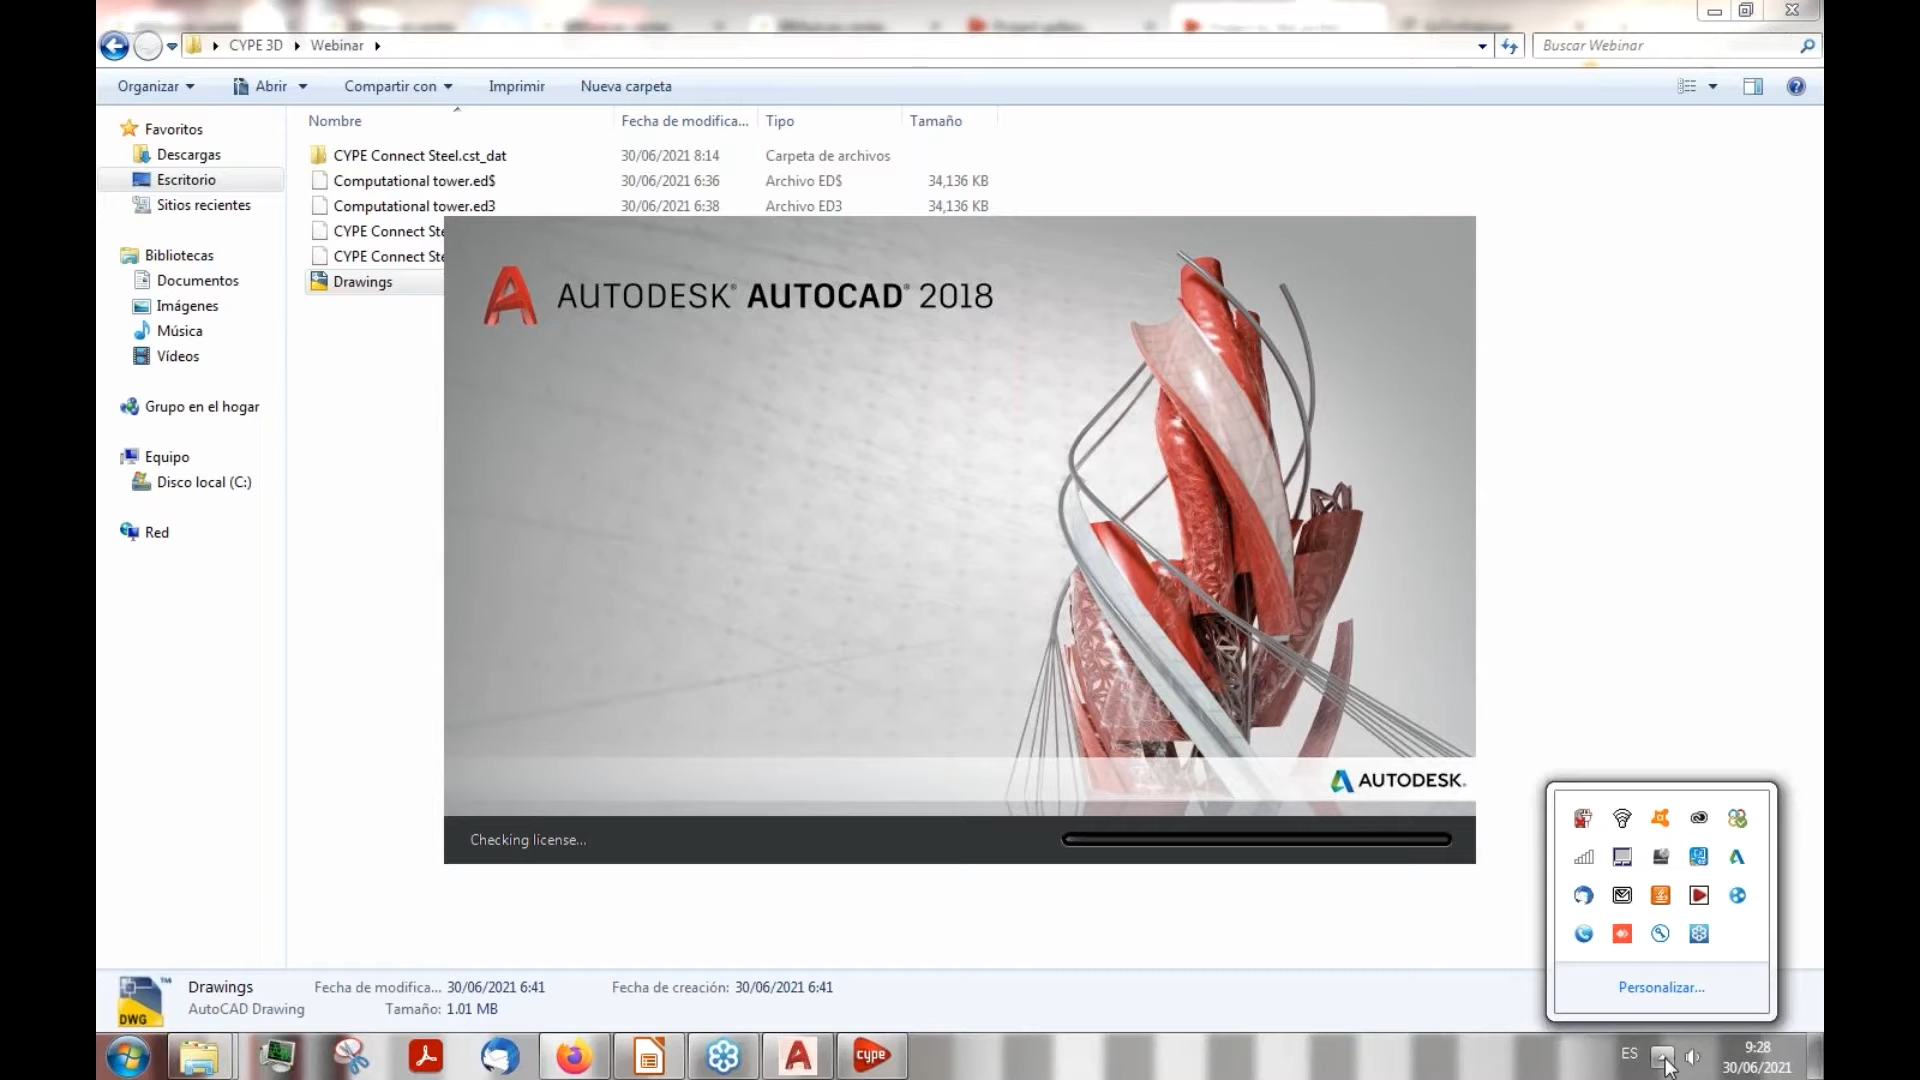 CYPE 3D Webinar
Buscar Webinar
Organizar Abrir Compartir con Imprimir Nueva carpeta
Nombre Fecha de modifica... Tipo Tamaño
Favoritos
Descargas
Escritorio
Sitios recientes
Bibliotecas
Documentos
Imágenes
Música
Vídeos
Grupo en el hogar
Equipo
Disco local (C:)
Red
CYPE Connect Steel.cst_dat 30/06/2021 8:14 Carpeta de archivos
Computational tower.ed$ 30/06/2021 6:36 Archivo ED$ 34,136 KB
Computational tower.ed3 30/06/2021 6:38 Archivo ED3 34,136 KB
CYPE Connect Ste
CYPE Connect Ste
Drawings
AUTODESK® AUTOCAD® 2018
AUTODESK®
Checking license...
Personalizar...
DWG
Drawings Fecha de modifica... 30/06/2021 6:41 Fecha de creación: 30/06/2021 6:41
AutoCAD Drawing Tamaño: 1.01 MB
cype
ES
9:28
30/06/2021